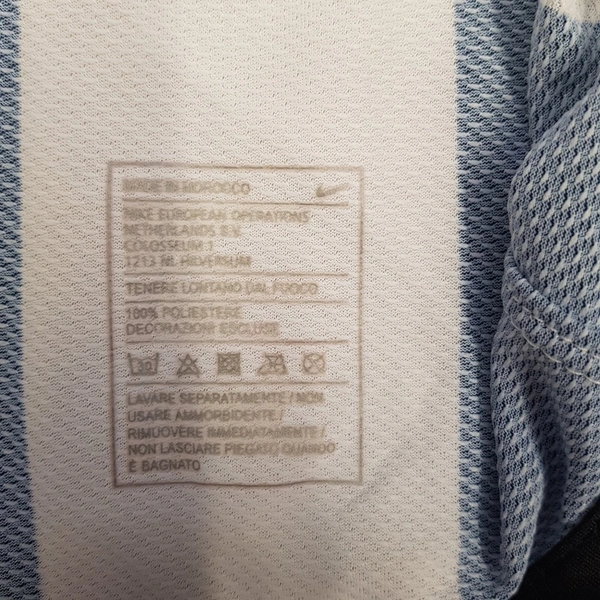 MADE IN MOROCCO
NIKE EUROPEAN OPERATIONS
NETHERLANDS B.V.
COLOSSEUM 1
1213 NL HILVERSUM
TENERE LONTANO DAL FUOCO
100% POLIESTERE
DECORAZIONI ESCLUSE
30
LAVARE SEPARATAMENTE / NON
USARE AMMORBIDENTE /
RIMUOVERE IMMEDIATAMENTE /
NON LASCIARE PIEGATO QUANDO
È BAGNATO